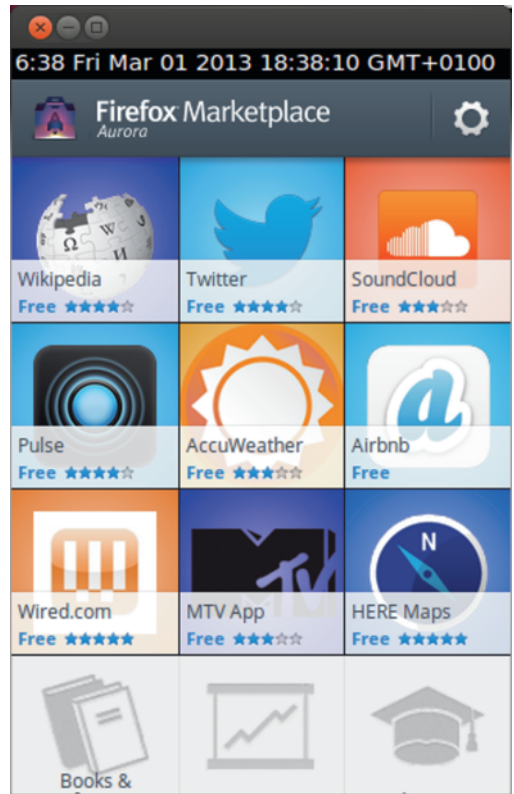 6:38 Fri Mar 01 2013 18:38:10 GMT+0100
Firefox Marketplace
Aurora
Wikipedia
Free
Twitter
Free
SoundCloud
Free
Pulse
Free
AccuWeather
Free
Airbnb
Free
Wired.com
Free
MTV App
Free
N
HERE Maps
Free
Books &